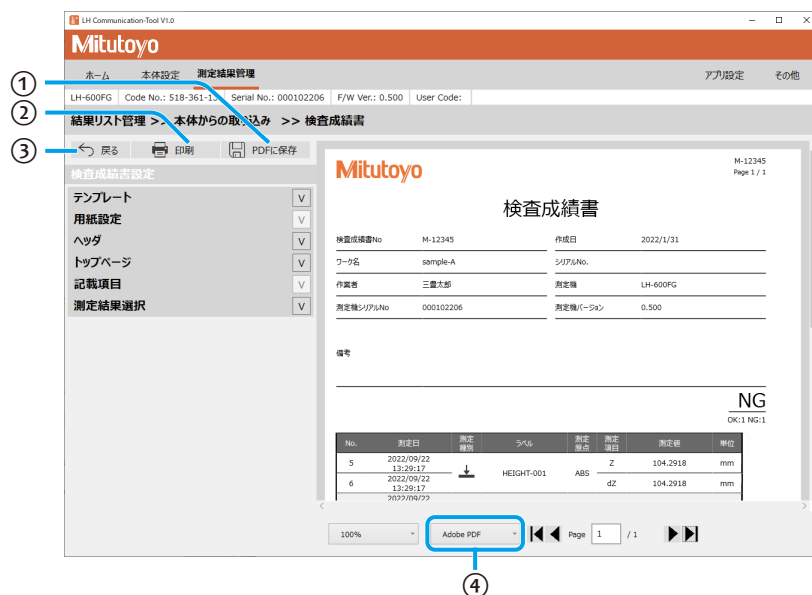 LH Communication-Tool V1.0
Mitutoyo
ホーム 本体設定 測定結果管理 アプリ設定 その他
LH-600FG Code No.: 518-361-13 Serial No.: 000102206 F/W Ver.: 0.500 User Code:
結果リスト管理 >> 本体からの取り込み >> 検査成績書
① ② ③
戻る 印刷 PDFに保存
検査成績書設定
テンプレート V
用紙設定 V
ヘッダ V
トップページ V
記載項目 V
測定結果選択 V
Mitutoyo
M-12345
Page 1 / 1
検査成績書
検査成績書No M-12345 作成日 2022/1/31
ワーク名 sample-A シリアルNo.
作業者 三豊太郎 測定機 LH-600FG
測定機シリアルNo 000102206 測定機バージョン 0.500
備考
NG
OK:1 NG:1
No. 測定日 測定種別 ラベル 測定原点 測定項目 測定値 単位
5 2022/09/22 13:29:17 HEIGHT-001 ABS Z 104.2918 mm
6 2022/09/22 13:29:17 dZ 104.2918 mm
2022/09/22
100% Adobe PDF Page 1 / 1
④